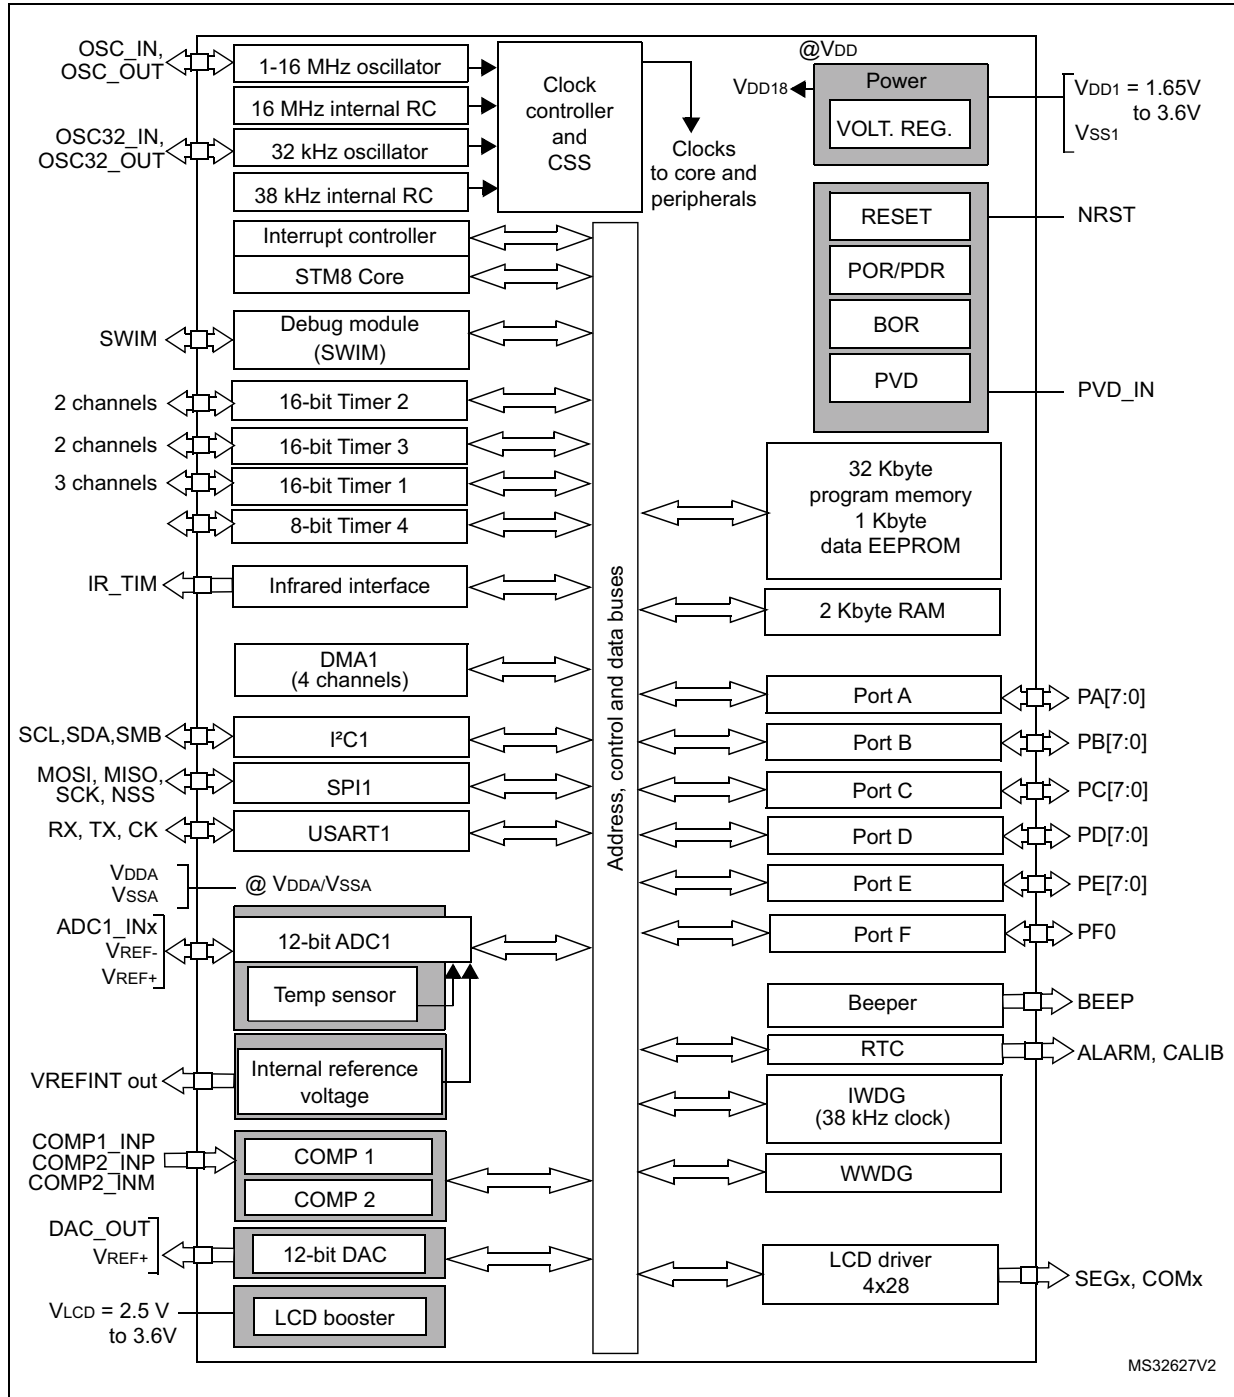 OSC_IN,
OSC_OUT
1-16 MHz oscillator
16 MHz internal RC
OSC32_IN,
OSC32_OUT
32 kHz oscillator
38 kHz internal RC
Clock
controller
and
CSS
Clocks
to core and
peripherals
@VDD
VDD18
Power
VOLT. REG.
VDD1 = 1.65V
to 3.6V
VSS1
RESET
NRST
POR/PDR
BOR
PVD
PVD_IN
Interrupt controller
STM8 Core
SWIM
Debug module
(SWIM)
2 channels
16-bit Timer 2
2 channels
16-bit Timer 3
3 channels
16-bit Timer 1
8-bit Timer 4
IR_TIM
Infrared interface
DMA1
(4 channels)
SCL,SDA,SMB
I²C1
MOSI, MISO,
SCK, NSS
SPI1
RX, TX, CK
USART1
VDDA
VSSA
@ VDDA/VSSA
ADC1_INx
VREF-
VREF+
12-bit ADC1
Temp sensor
VREFINT out
Internal reference
voltage
COMP1_INP
COMP2_INP
COMP2_INM
COMP 1
COMP 2
DAC_OUT
VREF+
12-bit DAC
VLCD = 2.5 V
to 3.6V
LCD booster
Address, control and data buses
32 Kbyte
program memory
1 Kbyte
data EEPROM
2 Kbyte RAM
Port A
PA[7:0]
Port B
PB[7:0]
Port C
PC[7:0]
Port D
PD[7:0]
Port E
PE[7:0]
Port F
PF0
Beeper
BEEP
RTC
ALARM, CALIB
IWDG
(38 kHz clock)
WWDG
LCD driver
4x28
SEGx, COMx
MS32627V2